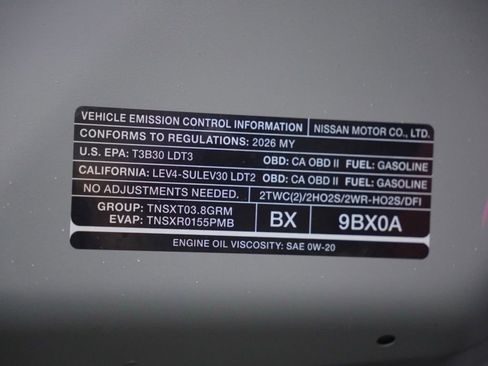 VEHICLE EMISSION CONTROL INFORMATION NISSAN MOTOR CO., LTD.
CONFORMS TO REGULATIONS: 2026 MY
U.S. EPA: T3B30 LDT3 OBD: CA OBD II FUEL: GASOLINE
CALIFORNIA: LEV4-SULEV30 LDT2 OBD: CA OBD II FUEL: GASOLINE
NO ADJUSTMENTS NEEDED. 2TWC(2)/2HO2S/2WR-HO2S/DFI
GROUP: TNSXT03.8GRM
EVAP: TNSXR0155PMB
BX 9BX0A
ENGINE OIL VISCOSITY: SAE 0W-20